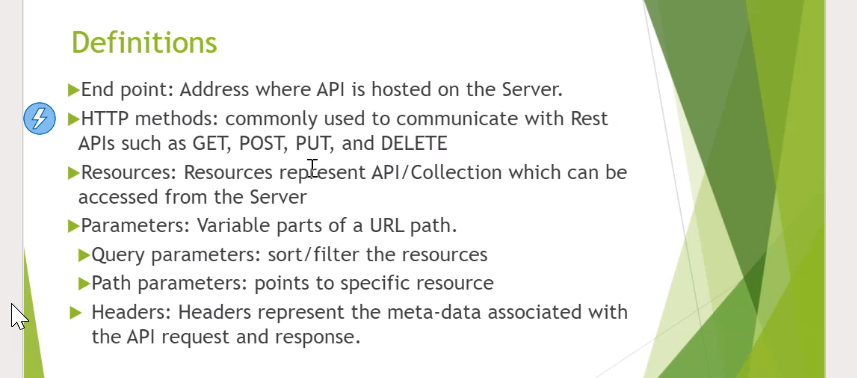 Definitions
End point: Address where API is hosted on the Server.
HTTP methods: commonly used to communicate with Rest
APIs such as GET, POST, PUT, and DELETE
Resources: Resources represent API/Collection which can be
accessed from the Server
Parameters: Variable parts of a URL path.
Query parameters: sort/filter the resources
Path parameters: points to specific resource
Headers: Headers represent the meta-data associated with
the API request and response.